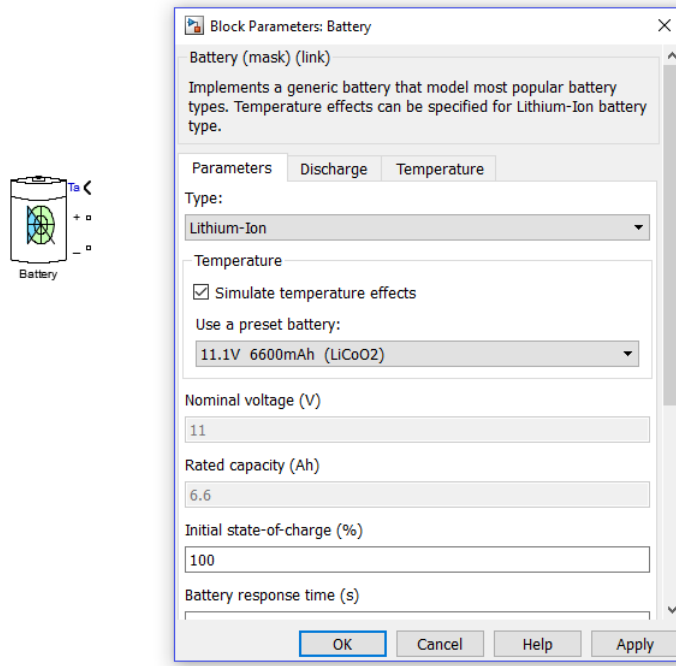 Block Parameters: Battery
Battery (mask) (link)
Implements a generic battery that model most popular battery
types. Temperature effects can be specified for Lithium-Ion battery
type.
Parameters Discharge Temperature
Type:
Lithium-Ion
Temperature
Simulate temperature effects
Use a preset battery:
11.1V 6600mAh (LiCoO2)
Nominal voltage (V)
11
Rated capacity (Ah)
6.6
Initial state-of-charge (%)
100
Battery response time (s)
OK Cancel Help Apply
Ta
+
_
Battery